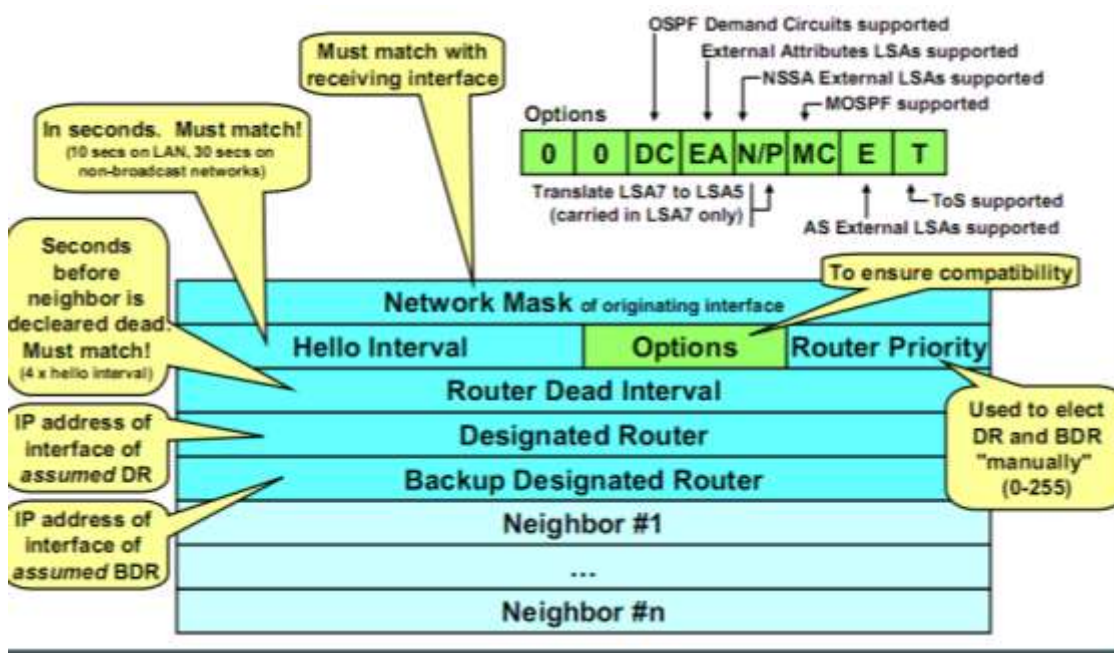 OSPF Demand Circuits supported
External Attributes LSAs supported
NSSA External LSAs supported
MOSPF supported
Options
0 0 DC EA N/P MC E T
Translate LSA7 to LSA5
(carried in LSA7 only)
ToS supported
AS External LSAs supported
Must match with
receiving interface
In seconds. Must match!
(10 secs on LAN, 30 secs on
non-broadcast networks)
Seconds
before
neighbor is
decleared dead.
Must match!
(4 x hello interval)
To ensure compatibility
Network Mask of originating interface
Hello Interval Options Router Priority
Router Dead Interval
Designated Router
Backup Designated Router
Neighbor #1
...
Neighbor #n
IP address of
interface of
assumed DR
IP address of
interface of
assumed BDR
Used to elect
DR and BDR
"manually"
(0-255)